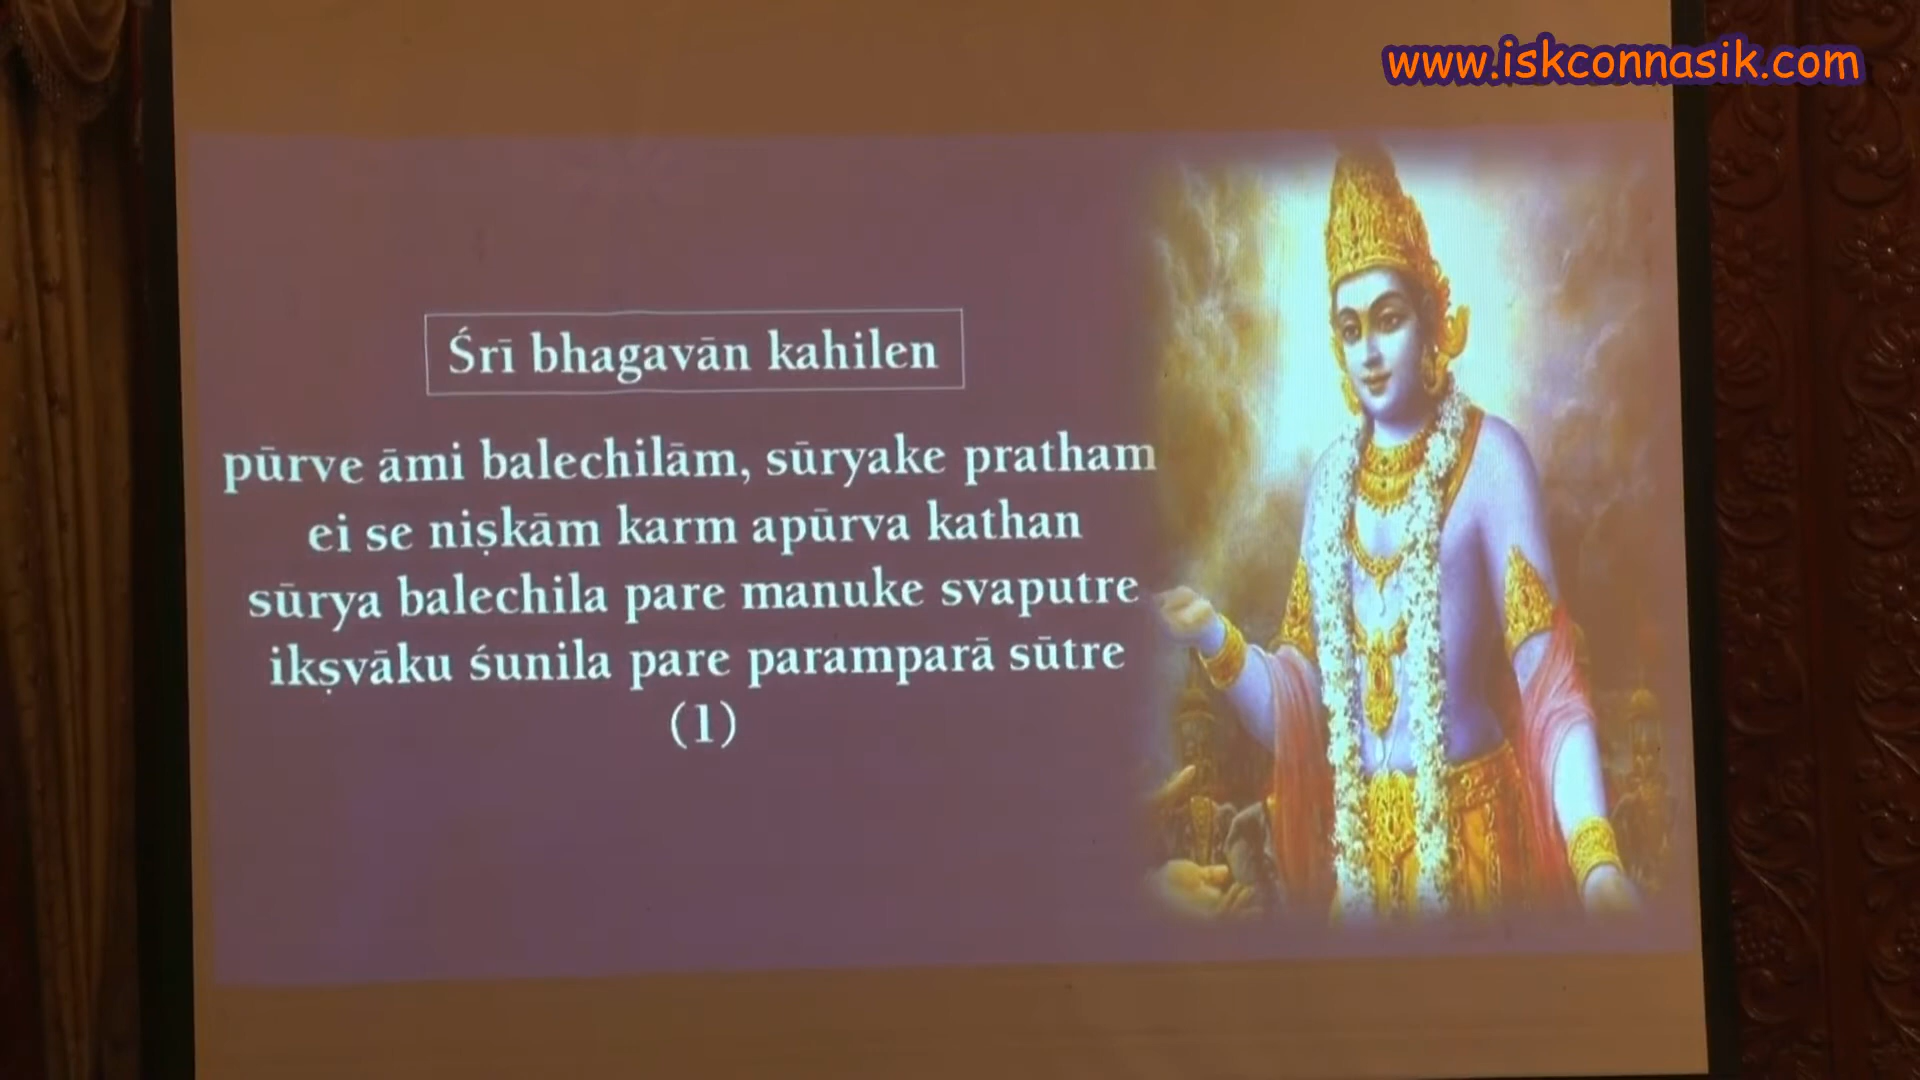 www.iskconnasik.com
Śrī bhagavān kahilen
pūrve āmi balechilām, sūryake pratham
ei se niṣkām karm apūrva kathan
sūrya balechila pare manuke svaputre
ikṣvāku śunila pare paramparā sūtre
(1)